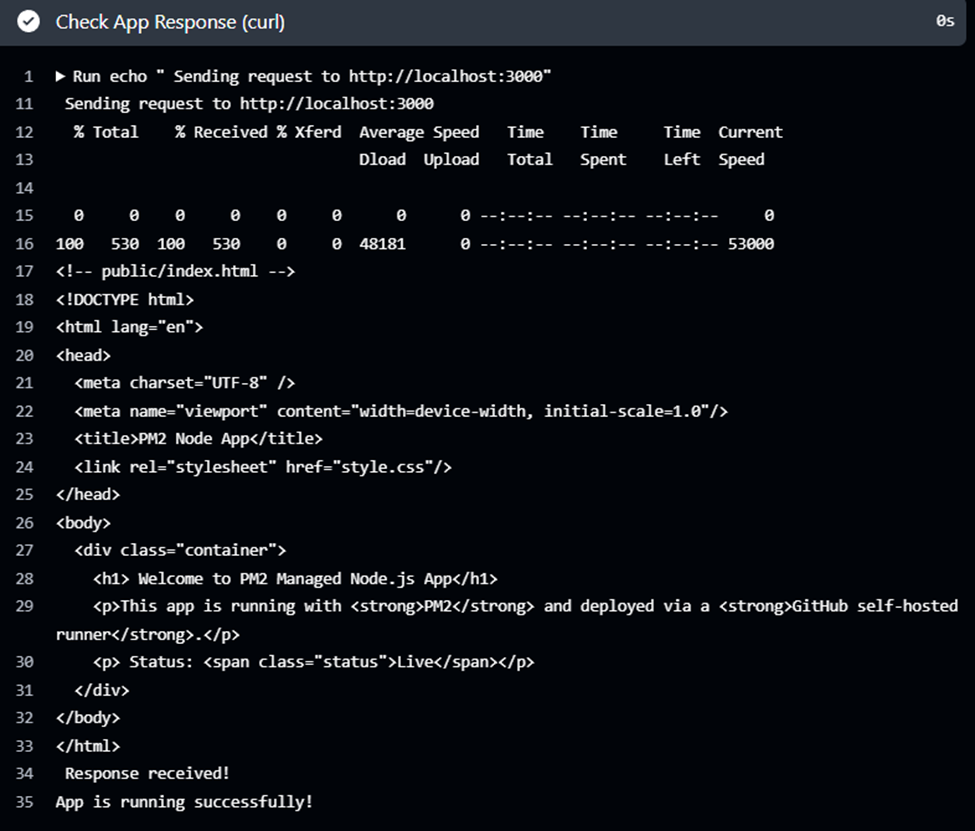 Check App Response (curl) 0s
1 ▶ Run echo " Sending request to http://localhost:3000"
11 Sending request to http://localhost:3000
12 % Total % Received % Xferd Average Speed Time Time Time Current
13 Dload Upload Total Spent Left Speed
14
15 0 0 0 0 0 0 0 0 --:--:-- --:--:-- --:--:-- 0
16 100 530 100 530 0 0 48181 0 --:--:-- --:--:-- --:--:-- 53000
17 <!-- public/index.html -->
18 <!DOCTYPE html>
19 <html lang="en">
20 <head>
21 <meta charset="UTF-8" />
22 <meta name="viewport" content="width=device-width, initial-scale=1.0"/>
23 <title>PM2 Node App</title>
24 <link rel="stylesheet" href="style.css"/>
25 </head>
26 <body>
27 <div class="container">
28 <h1> Welcome to PM2 Managed Node.js App</h1>
29 <p>This app is running with <strong>PM2</strong> and deployed via a <strong>GitHub self-hosted
runner</strong>.</p>
30 <p> Status: <span class="status">Live</span></p>
31 </div>
32 </body>
33 </html>
34 Response received!
35 App is running successfully!